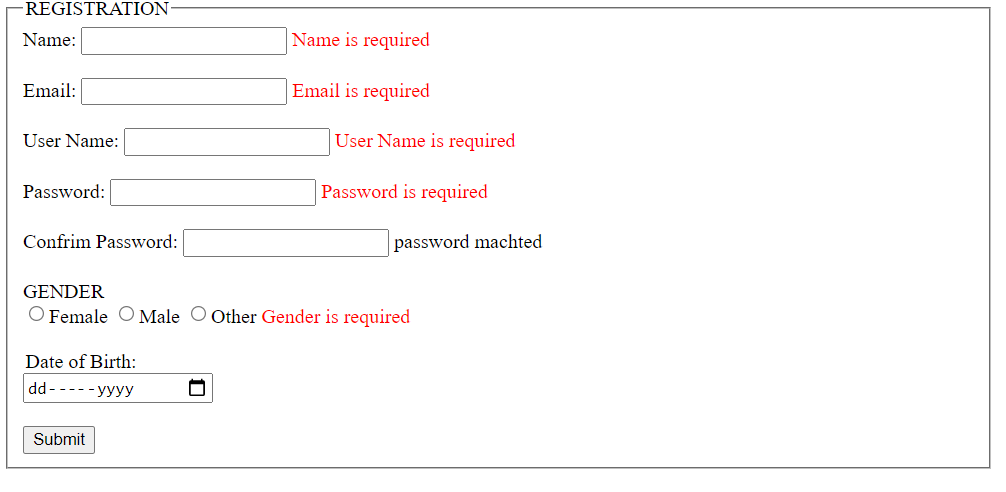 REGISTRATION
Name: Name is required
Email: Email is required
User Name: User Name is required
Password: Password is required
Confrim Password: password machted
GENDER
Female Male Other Gender is required
Date of Birth:
dd-----yyyy
Submit